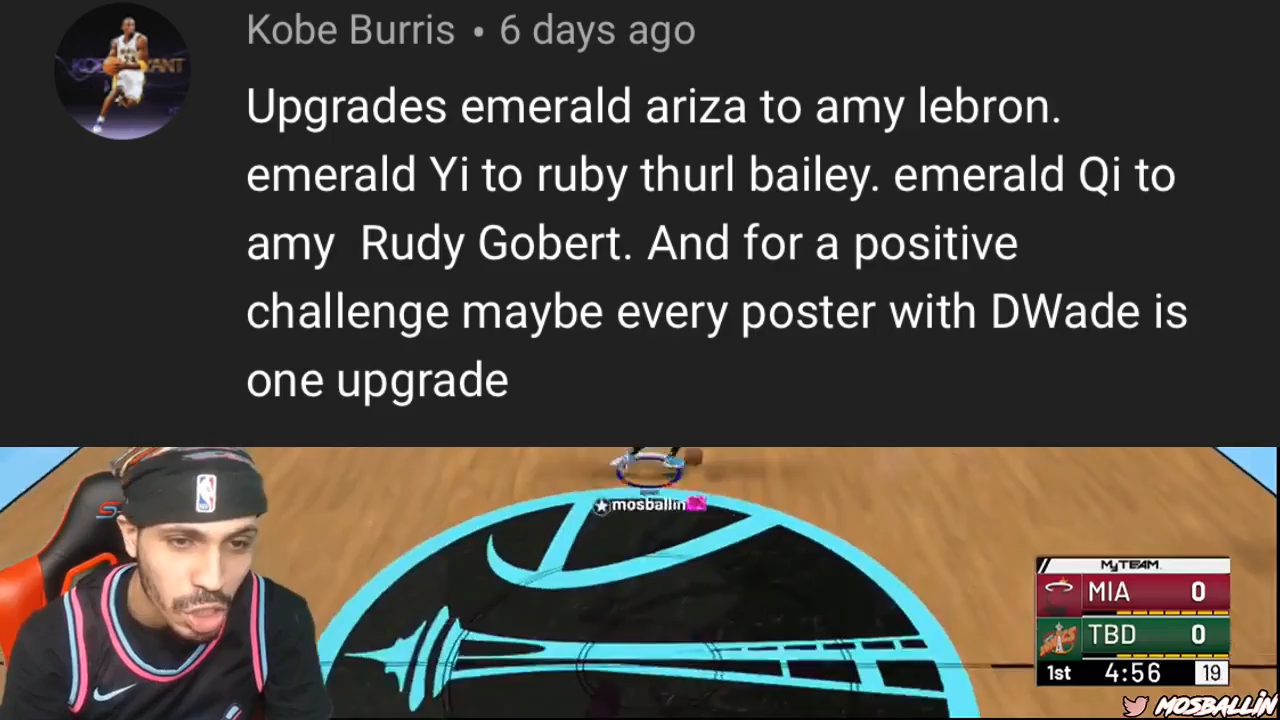 Kobe Burris • 6 days ago
Upgrades emerald ariza to amy lebron.
emerald Yi to ruby thurl bailey. emerald Qi to
amy Rudy Gobert. And for a positive
challenge maybe every poster with DWade is
one upgrade
mosballin
MyTEAM
MIA 0
TBD 0
1st 4:56 19
MOSBALLIN